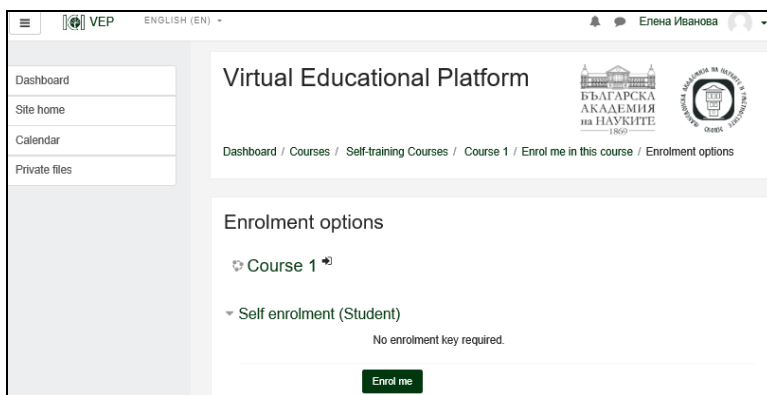 VEP ENGLISH (EN) Елена Иванова
Dashboard
Site home
Calendar
Private files
Virtual Educational Platform
БЪЛГАРСКА
АКАДЕМИЯ
на НАУКИТЕ
1869
Dashboard / Courses / Self-training Courses / Course 1 / Enrol me in this course / Enrolment options
Enrolment options
Course 1
Self enrolment (Student)
No enrolment key required.
Enrol me